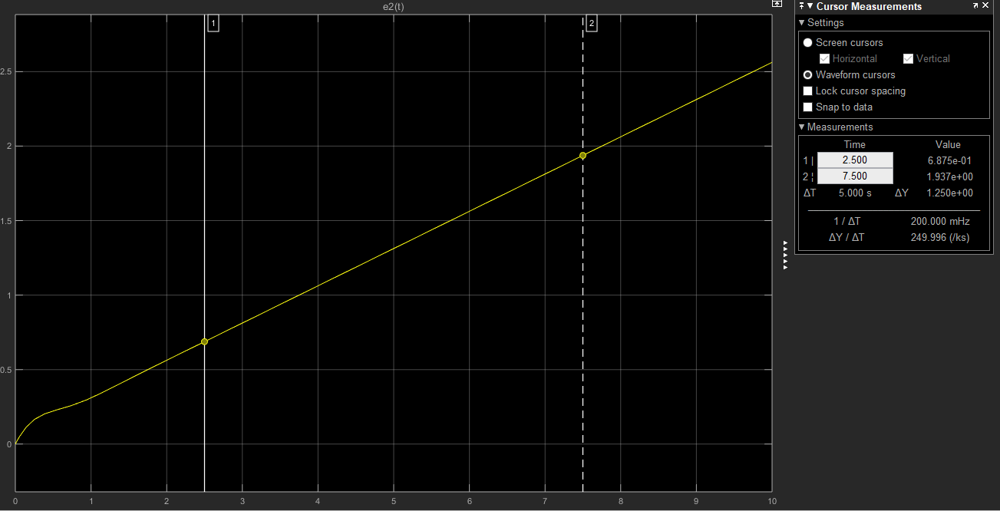 e2(t)
1
2
2.5
2
1.5
1
0.5
0
0 1 2 3 4 5 6 7 8 9 10
Cursor Measurements
Settings
Screen cursors
Horizontal Vertical
Waveform cursors
Lock cursor spacing
Snap to data
Measurements
Time Value
1 | 2.500 6.875e-01
2 ¦ 7.500 1.937e+00
ΔT 5.000 s ΔY 1.250e+00
1 / ΔT 200.000 mHz
ΔY / ΔT 249.996 (/ks)